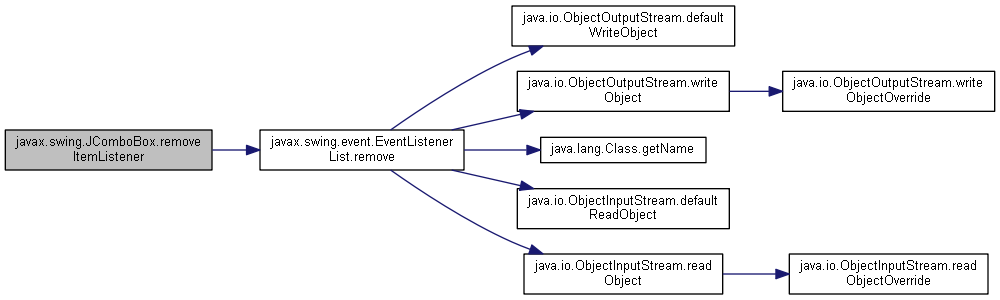 javax.swing.JComboBox.remove
ItemListener
javax.swing.event.EventListener
List.remove
java.io.ObjectOutputStream.default
WriteObject
java.io.ObjectOutputStream.write
Object
java.io.ObjectOutputStream.write
ObjectOverride
java.lang.Class.getName
java.io.ObjectInputStream.default
ReadObject
java.io.ObjectInputStream.read
Object
java.io.ObjectInputStream.read
ObjectOverride